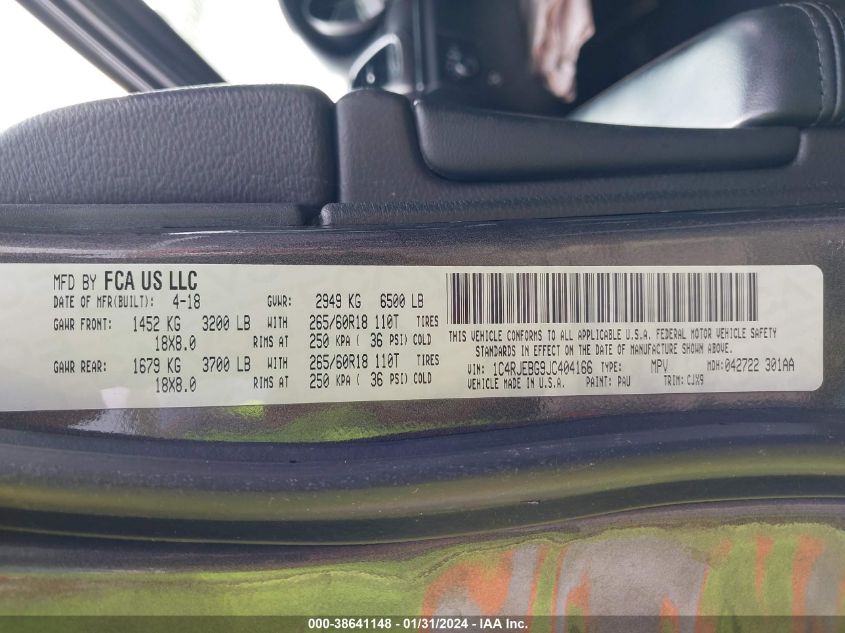 MFD BY FCA US LLC
DATE OF MFR(BUILT): 4-18 GVWR: 2949 KG 6500 LB
GAWR FRONT: 1452 KG 3200 LB WITH 265/60R18 110T TIRES
18X8.0 RIMS AT 250 KPA ( 36 PSI) COLD
GAWR REAR: 1679 KG 3700 LB WITH 265/60R18 110T TIRES
18X8.0 RIMS AT 250 KPA ( 36 PSI) COLD
THIS VEHICLE CONFORMS TO ALL APPLICABLE U.S.A. FEDERAL MOTOR VEHICLE SAFETY
STANDARDS IN EFFECT ON THE DATE OF MANUFACTURE SHOWN ABOVE.
VIN: 1C4RJEBG9JC404166 TYPE: MPV MDH: 042722 301AA
VEHICLE MADE IN U.S.A. PAINT: PAU TRIM: CJX9
000-38641148 - 01/31/2024 - IAA Inc.